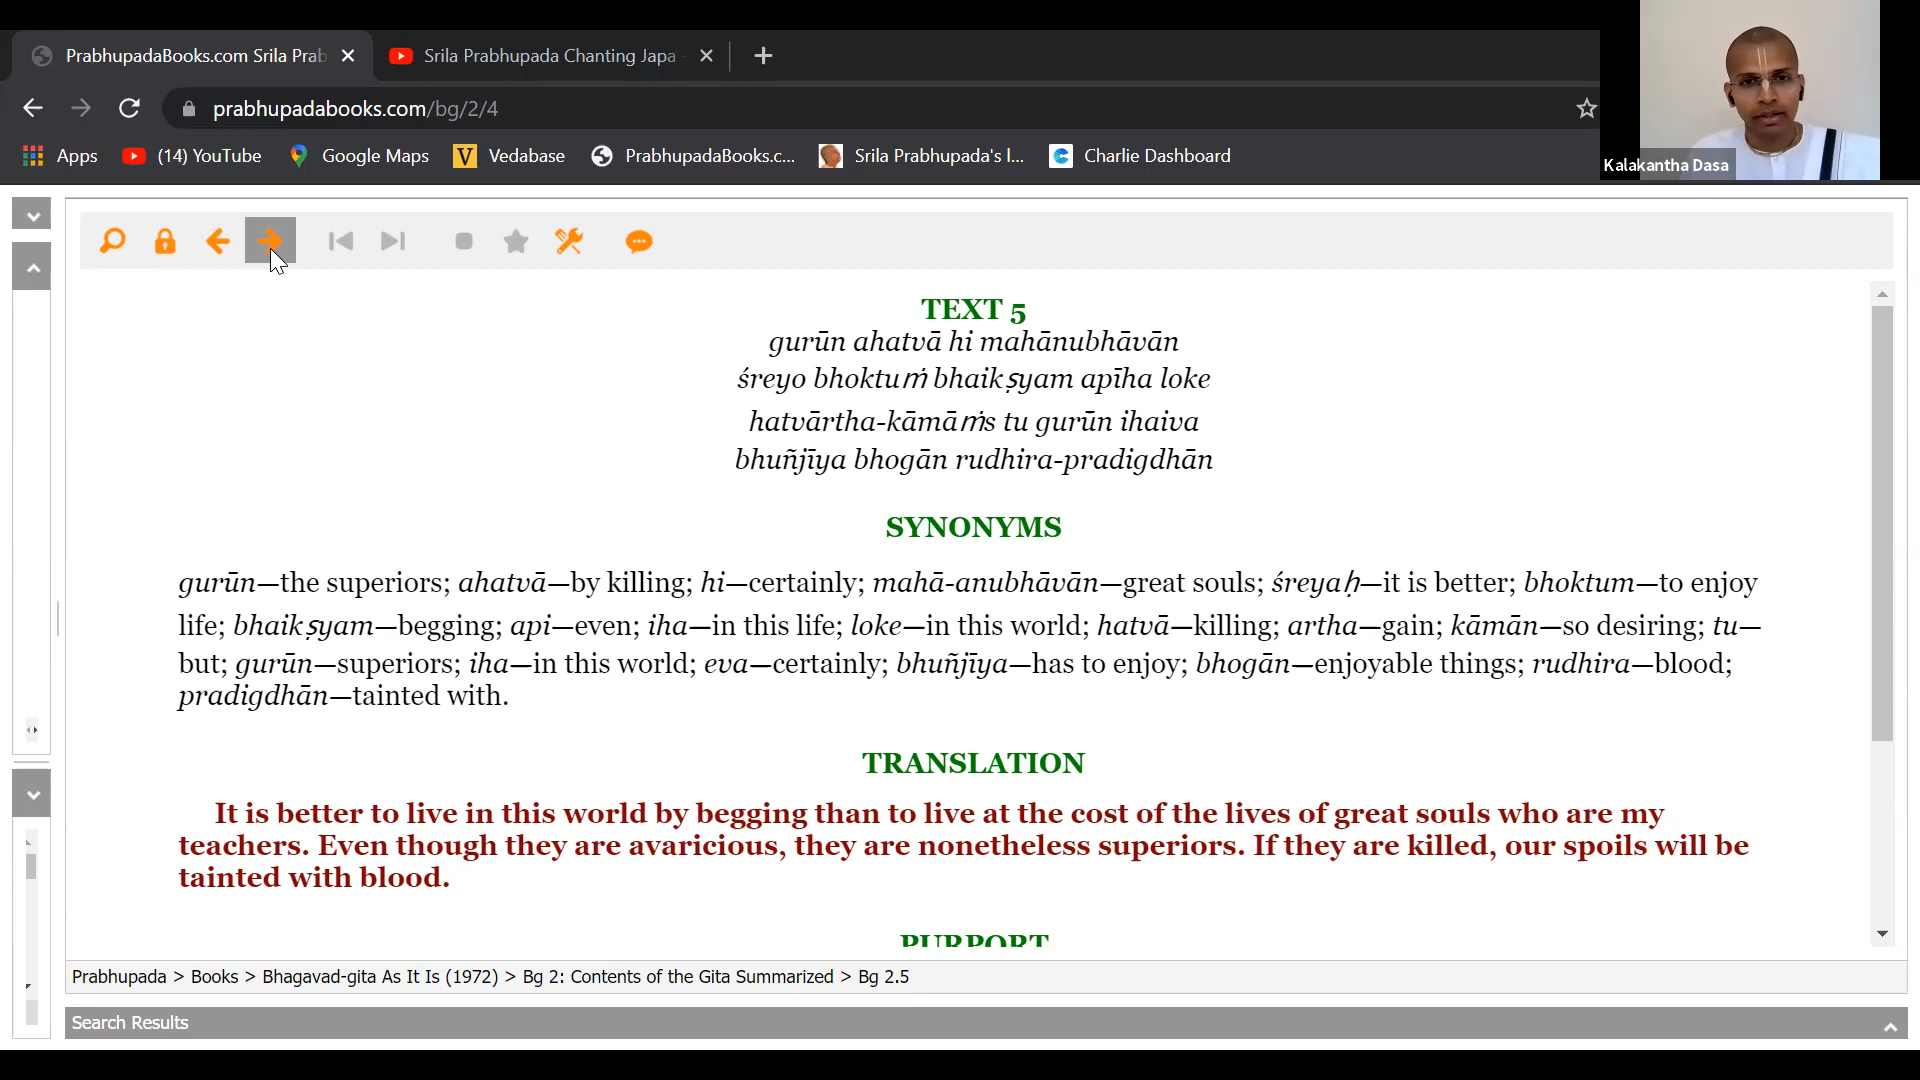 PrabhupadaBooks.com Srila Prab
Srila Prabhupada Chanting Japa
prabhupadabooks.com/bg/2/4
Apps
(14) YouTube
Google Maps
V Vedabase
PrabhupadaBooks.c...
Srila Prabhupada's l...
Charlie Dashboard
Kalakantha Dasa
TEXT 5
gurūn ahatvā hi mahānubhāvān
śreyo bhoktuṁ bhaikṣyam apīha loke
hatvārtha-kāmāṁs tu gurūn ihaiva
bhuñjīya bhogān rudhira-pradigdhān
SYNONYMS
gurūn—the superiors; ahatvā—by killing; hi—certainly; mahā-anubhāvān—great souls; śreyaḥ—it is better; bhoktum—to enjoy
life; bhaikṣyam—begging; api—even; iha—in this life; loke—in this world; hatvā—killing; artha—gain; kāmān—so desiring; tu—
but; gurūn—superiors; iha—in this world; eva—certainly; bhuñjīya—has to enjoy; bhogān—enjoyable things; rudhira—blood;
pradigdhān—tainted with.
TRANSLATION
It is better to live in this world by begging than to live at the cost of the lives of great souls who are my
teachers. Even though they are avaricious, they are nonetheless superiors. If they are killed, our spoils will be
tainted with blood.
PURPORT
Prabhupada > Books > Bhagavad-gita As It Is (1972) > Bg 2: Contents of the Gita Summarized > Bg 2.5
Search Results